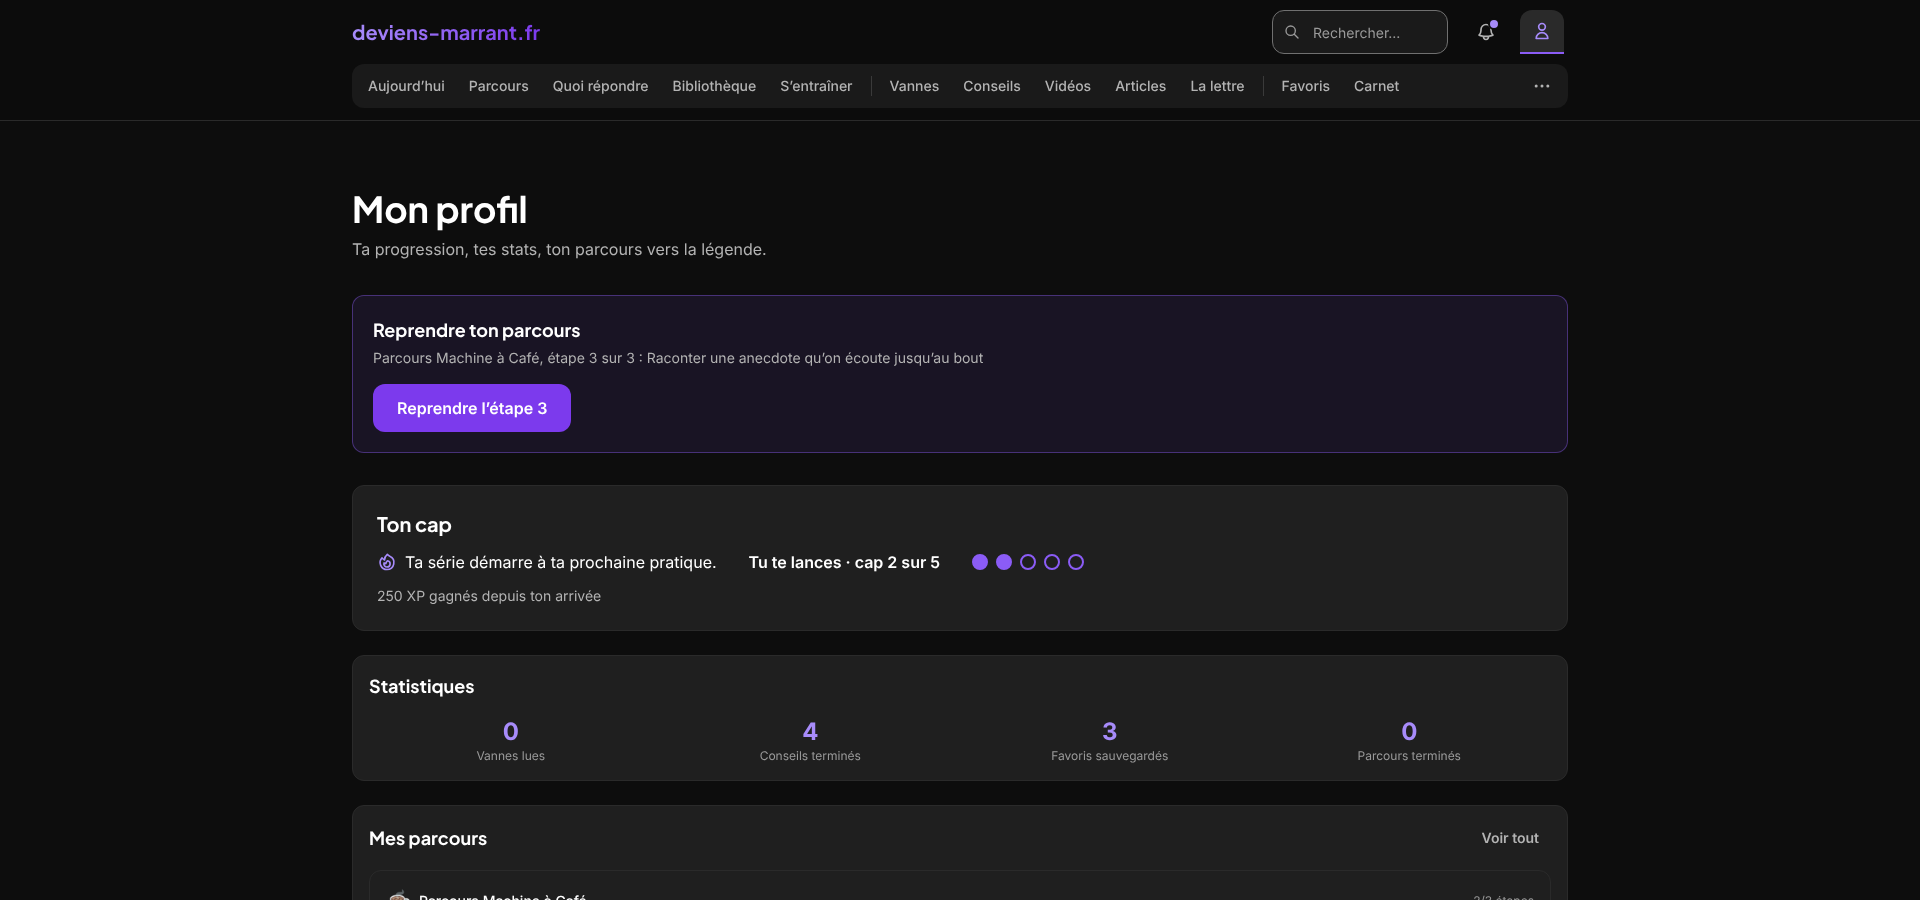 deviens-marrant.fr
Rechercher...
Aujourd’hui Parcours Quoi répondre Bibliothèque S’entraîner Vannes Conseils Vidéos Articles La lettre Favoris Carnet
Mon profil
Ta progression, tes stats, ton parcours vers la légende.
Reprendre ton parcours
Parcours Machine à Café, étape 3 sur 3 : Raconter une anecdote qu’on écoute jusqu’au bout
Reprendre l’étape 3
Ton cap
Ta série démarre à ta prochaine pratique. Tu te lances · cap 2 sur 5
250 XP gagnés depuis ton arrivée
Statistiques
0 4 3 0
Vannes lues Conseils terminés Favoris sauvegardés Parcours terminés
Mes parcours Voir tout
Parcours Machine à Café